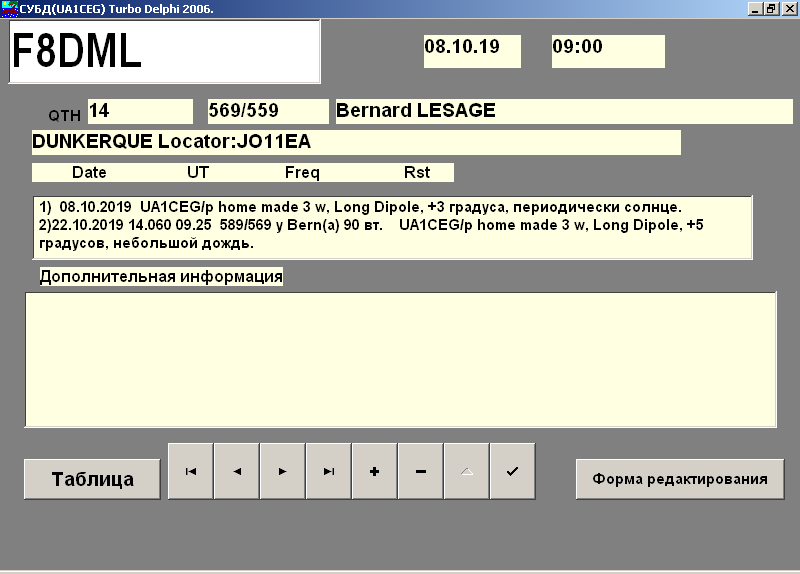 СУБД(UA1CEG) Turbo Delphi 2006.
F8DML
08.10.19 09:00
QTH 14 569/559 Bernard LESAGE
DUNKERQUE Locator:JO11EA
Date UT Freq Rst
1) 08.10.2019 UA1CEG/p home made 3 w, Long Dipole, +3 градуса, периодически солнце.
2)22.10.2019 14.060 09.25 589/569 у Bern(a) 90 вт. UA1CEG/p home made 3 w, Long Dipole, +5
градусов, небольшой дождь.
Дополнительная информация
Таблица
Форма редактирования